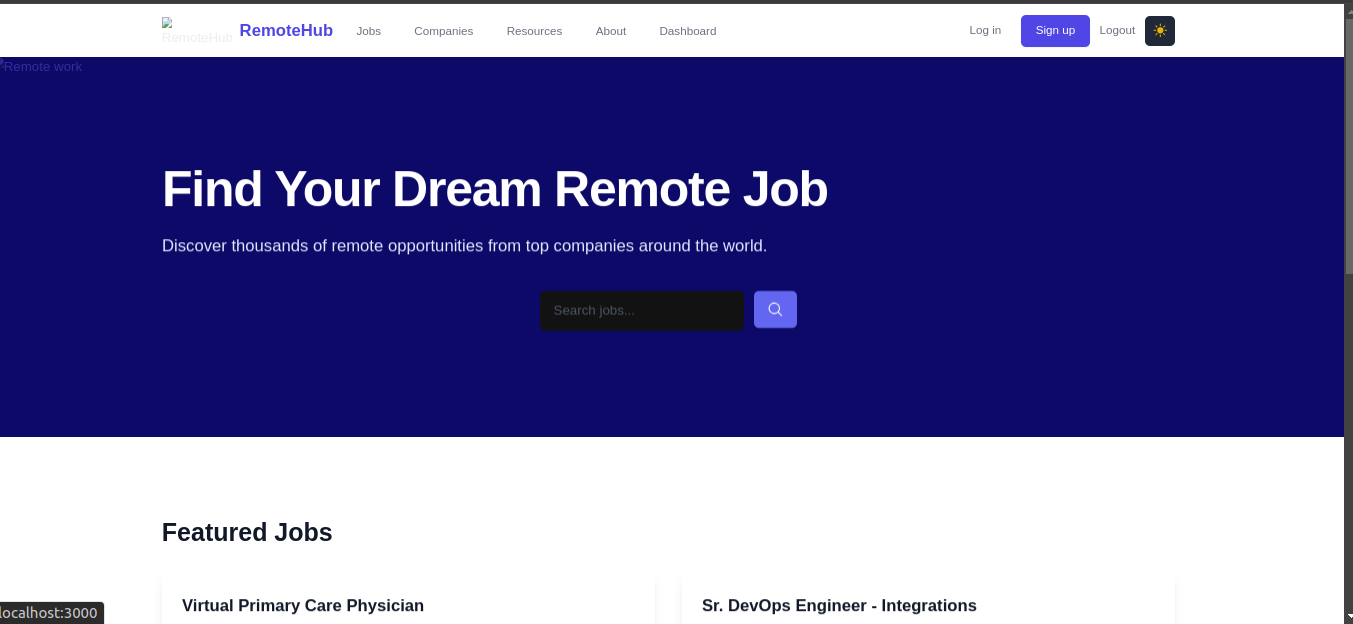 RemoteHub RemoteHub Jobs Companies Resources About Dashboard Log in Sign up Logout
Remote work
Find Your Dream Remote Job
Discover thousands of remote opportunities from top companies around the world.
Search jobs...
Featured Jobs
Virtual Primary Care Physician Sr. DevOps Engineer - Integrations
localhost:3000